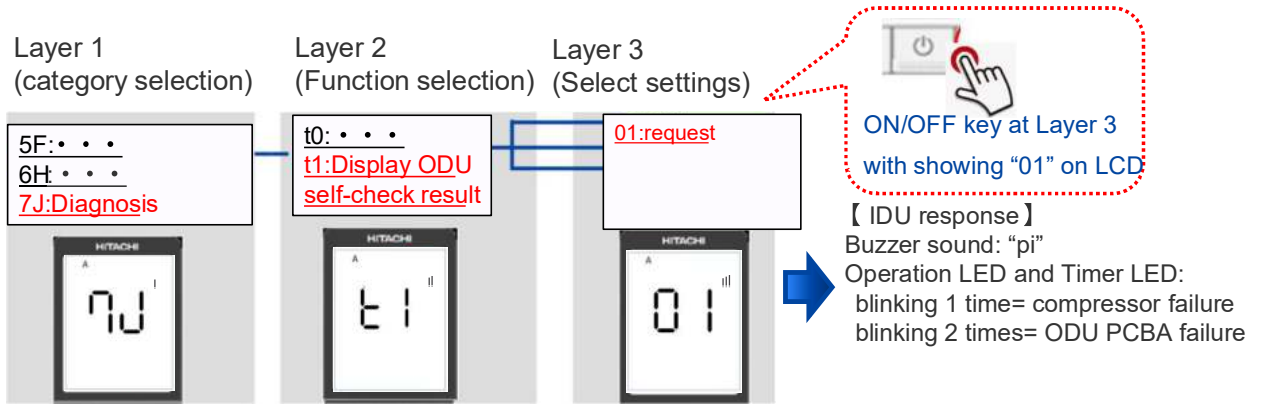 Layer 1
(category selection)
Layer 2
(Function selection)
Layer 3
(Select settings)
5F:・・・
6H:・・・
7J:Diagnosis
t0:・・・
t1:Display ODU
self-check result
01:request
ON/OFF key at Layer 3
with showing “01” on LCD
HITACHI
A
7J
HITACHI
A
t1
HITACHI
A
01
【 IDU response】
Buzzer sound: “pi”
Operation LED and Timer LED:
blinking 1 time= compressor failure
blinking 2 times= ODU PCBA failure